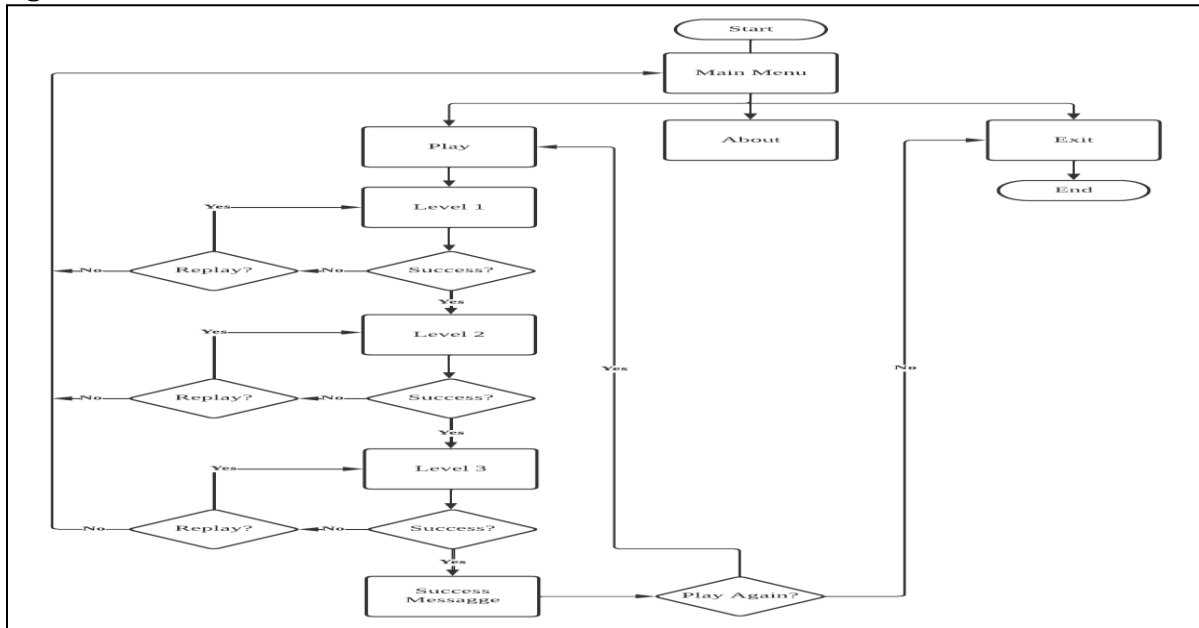 Start
Main Menu
Play
About
Exit
End
Level 1
Yes
Replay?
No
Success?
No
Yes
Level 2
Yes
Replay?
No
Success?
No
Yes
Level 3
Yes
Replay?
No
Success?
No
Yes
Success
Messagge
Play Again?
Yes
No